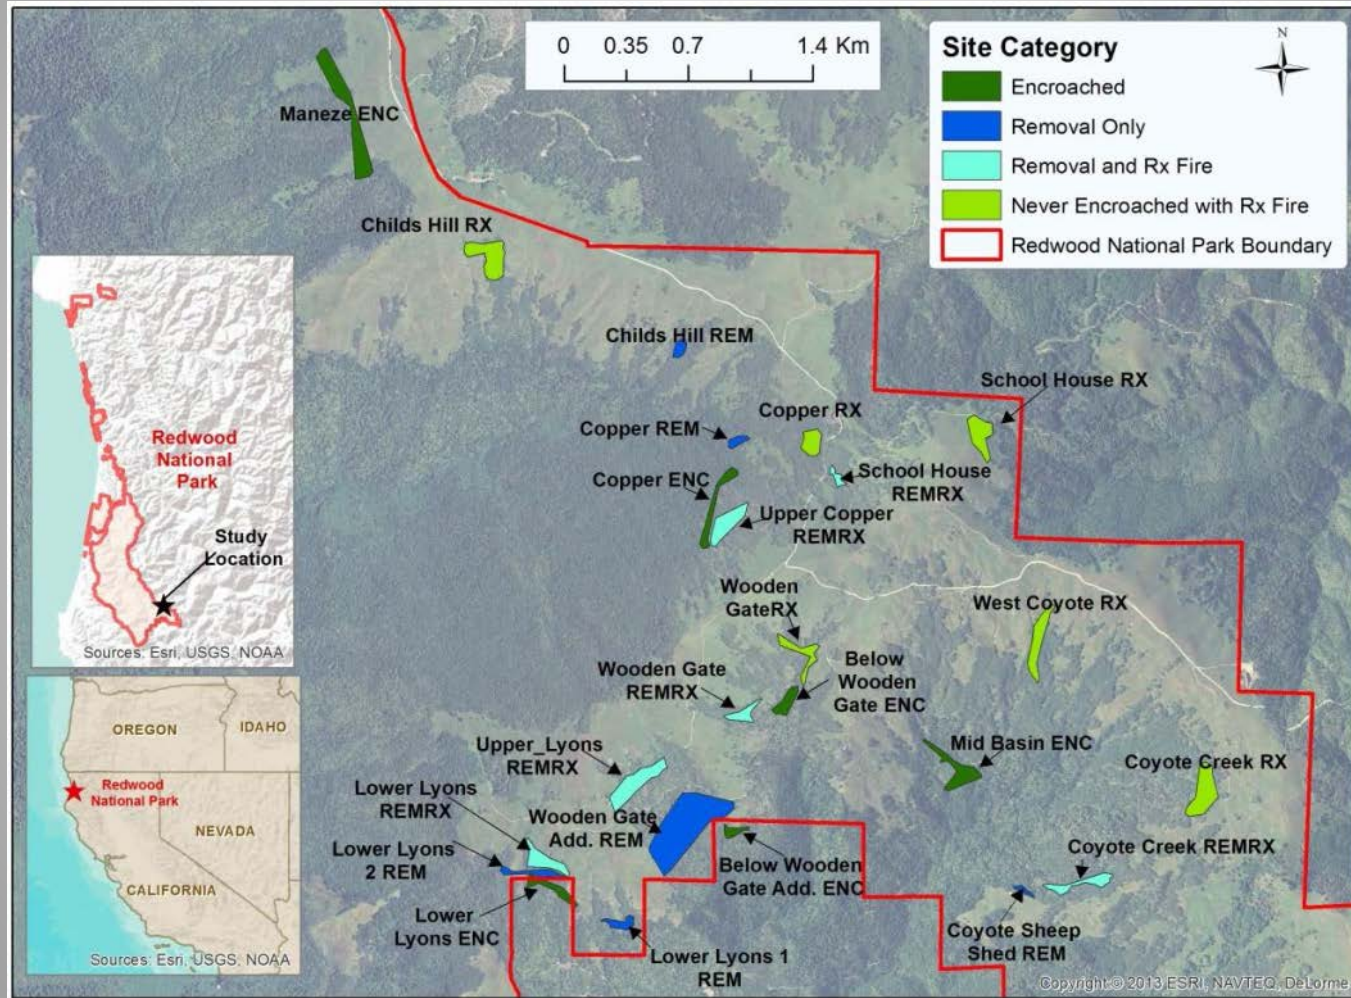 0 0.35 0.7 1.4 Km
Site Category
Encroached
Removal Only
Removal and Rx Fire
Never Encroached with Rx Fire
Redwood National Park Boundary
N
Maneze ENC
Childs Hill RX
Childs Hill REM
School House RX
Copper RX
Copper REM
School House
REMRX
Copper ENC
Upper Copper
REMRX
Redwood
National
Park
Study
Location
Sources: Esri, USGS, NOAA
Wooden
GateRX
West Coyote RX
Below
Wooden
Gate ENC
Wooden Gate
REMRX
OREGON
IDAHO
Redwood
National Park
NEVADA
CALIFORNIA
Sources: Esri, USGS, NOAA
Upper_Lyons
REMRX
Mid Basin ENC
Coyote Creek RX
Lower Lyons
REMRX
Wooden Gate
Add. REM
Lower Lyons
2 REM
Below Wooden
Gate Add. ENC
Coyote Creek REMRX
Lower
Lyons ENC
Coyote Sheep
Shed REM
Lower Lyons 1
REM
Copyright:© 2013 ESRI, NAVTEQ, DeLorme